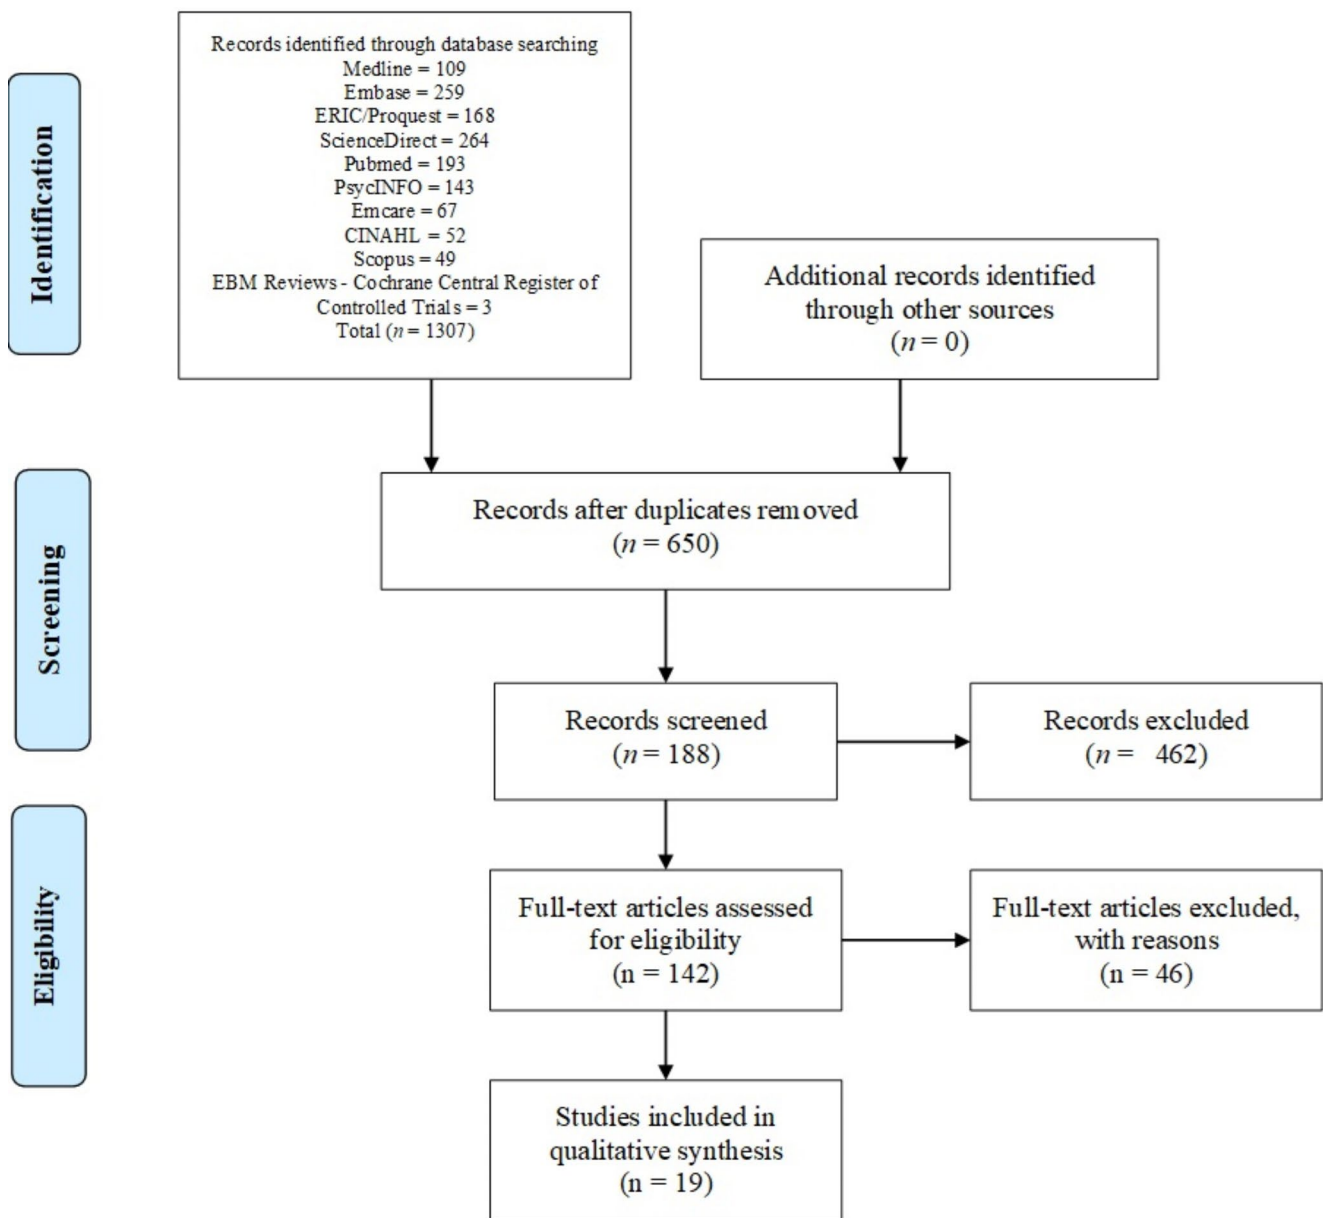 Identification
Records identified through database searching
Medline = 109
Embase = 259
ERIC/Proquest = 168
ScienceDirect = 264
Pubmed = 193
PsycINFO = 143
Emcare = 67
CINAHL = 52
Scopus = 49
EBM Reviews - Cochrane Central Register of
Controlled Trials = 3
Total (n = 1307)
Additional records identified
through other sources
(n = 0)
Screening
Records after duplicates removed
(n = 650)
Records screened
(n = 188)
Records excluded
(n = 462)
Eligibility
Full-text articles assessed
for eligibility
(n = 142)
Full-text articles excluded,
with reasons
(n = 46)
Studies included in
qualitative synthesis
(n = 19)